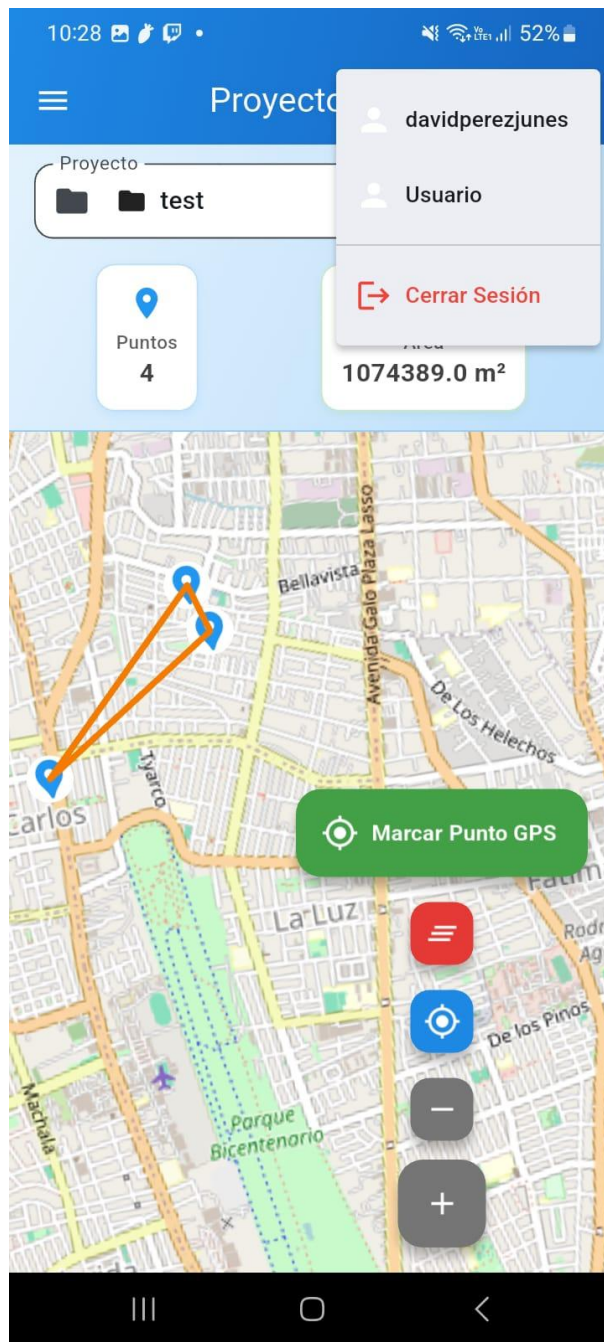 10:28
52%
Proyecto
davidperezjunes
Usuario
Cerrar Sesión
Proyecto
test
Puntos
4
1074389.0 m²
Bellavista
Avenida Galo Plaza Lasso
De Los Helechos
Tyarco
arlos
Marcar Punto GPS
La Luz
De los Pinos
Machala
Parque
Bicentenario